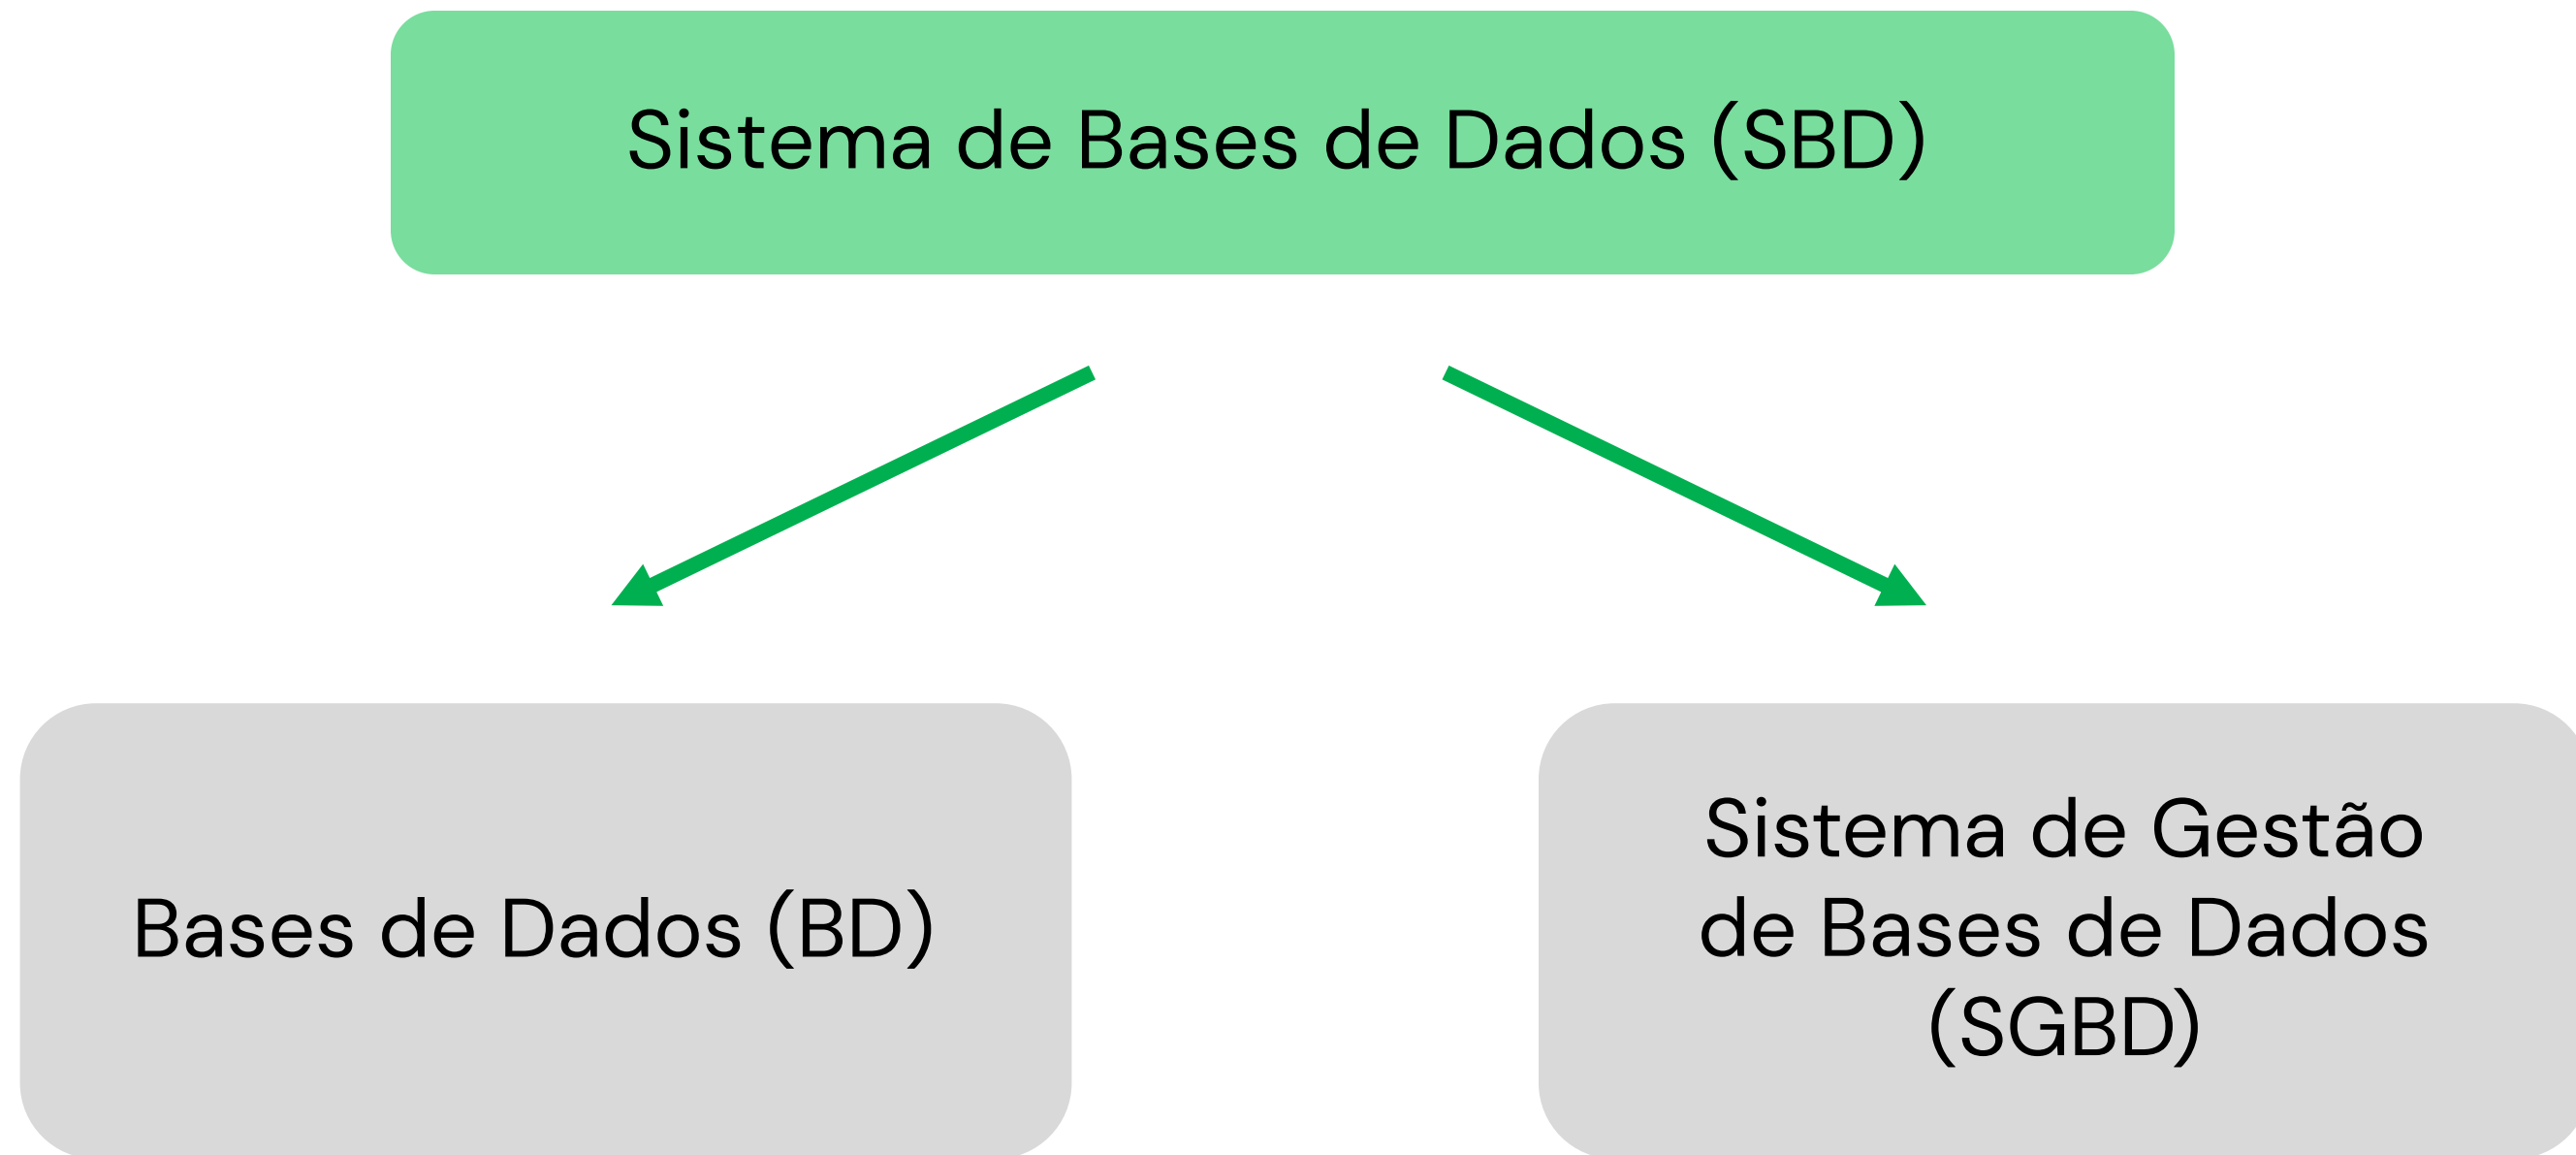 Sistema de Bases de Dados (SBD)
Bases de Dados (BD)
Sistema de Gestão
de Bases de Dados
(SGBD)